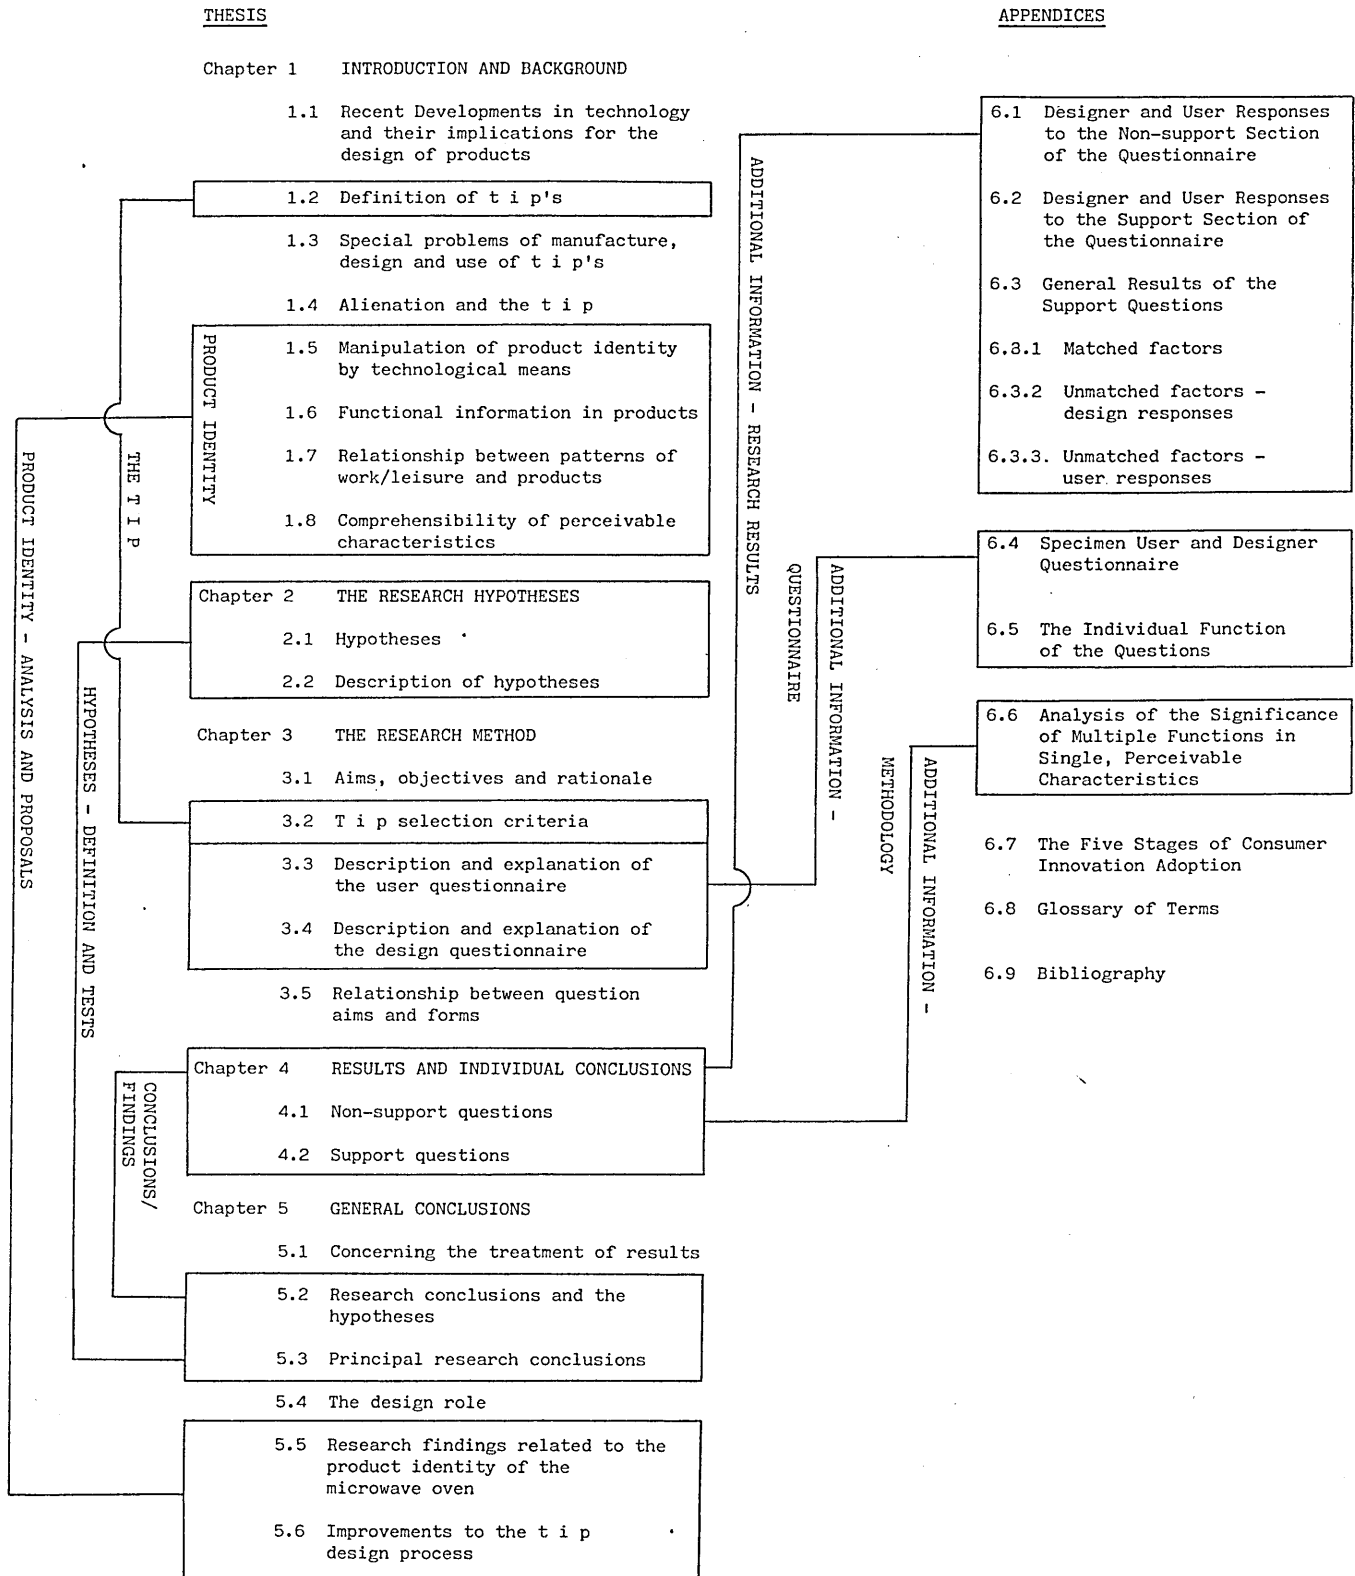 THESIS
Chapter 1 INTRODUCTION AND BACKGROUND
1.1 Recent Developments in technology
and their implications for the
design of products
1.2 Definition of t i p's
1.3 Special problems of manufacture,
design and use of t i p's
1.4 Alienation and the t i p
PRODUCT IDENTITY
1.5 Manipulation of product identity
by technological means
1.6 Functional information in products
1.7 Relationship between patterns of
work/leisure and products
1.8 Comprehensibility of perceivable
characteristics
Chapter 2 THE RESEARCH HYPOTHESES
2.1 Hypotheses
2.2 Description of hypotheses
Chapter 3 THE RESEARCH METHOD
3.1 Aims, objectives and rationale
3.2 T i p selection criteria
3.3 Description and explanation of
the user questionnaire
3.4 Description and explanation of
the design questionnaire
3.5 Relationship between question
aims and forms
Chapter 4 RESULTS AND INDIVIDUAL CONCLUSIONS
4.1 Non-support questions
4.2 Support questions
Chapter 5 GENERAL CONCLUSIONS
5.1 Concerning the treatment of results
5.2 Research conclusions and the
hypotheses
5.3 Principal research conclusions
5.4 The design role
5.5 Research findings related to the
product identity of the
microwave oven
5.6 Improvements to the t i p
design process
PRODUCT IDENTITY - ANALYSIS AND PROPOSALS
THE T I P
HYPOTHESES - DEFINITION AND TESTS
CONCLUSIONS/
FINDINGS
ADDITIONAL INFORMATION - RESEARCH RESULTS
ADDITIONAL INFORMATION -
QUESTIONNAIRE
ADDITIONAL INFORMATION -
METHODOLOGY
APPENDICES
6.1 Designer and User Responses
to the Non-support Section
of the Questionnaire
6.2 Designer and User Responses
to the Support Section of
the Questionnaire
6.3 General Results of the
Support Questions
6.3.1 Matched factors
6.3.2 Unmatched factors -
design responses
6.3.3. Unmatched factors -
user responses
6.4 Specimen User and Designer
Questionnaire
6.5 The Individual Function
of the Questions
6.6 Analysis of the Significance
of Multiple Functions in
Single, Perceivable
Characteristics
6.7 The Five Stages of Consumer
Innovation Adoption
6.8 Glossary of Terms
6.9 Bibliography